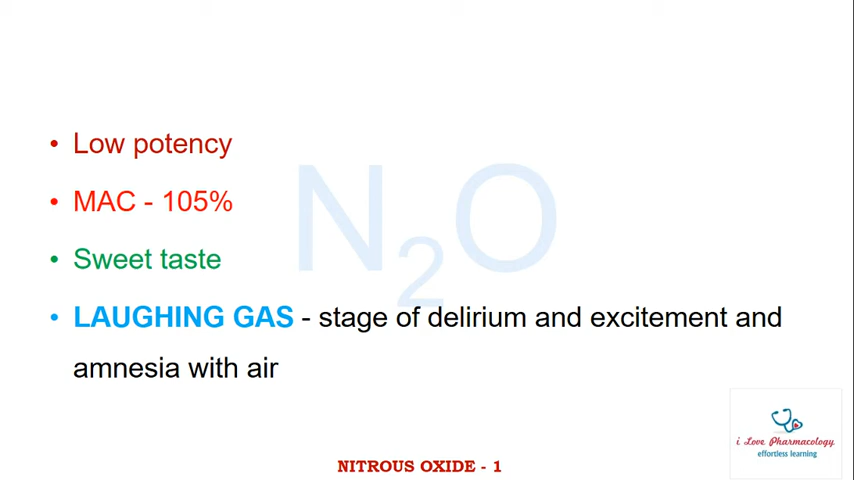 N2O
• Low potency
• MAC - 105%
• Sweet taste
• LAUGHING GAS - stage of delirium and excitement and
amnesia with air
i Love Pharmacology
effortless learning
NITROUS OXIDE - 1